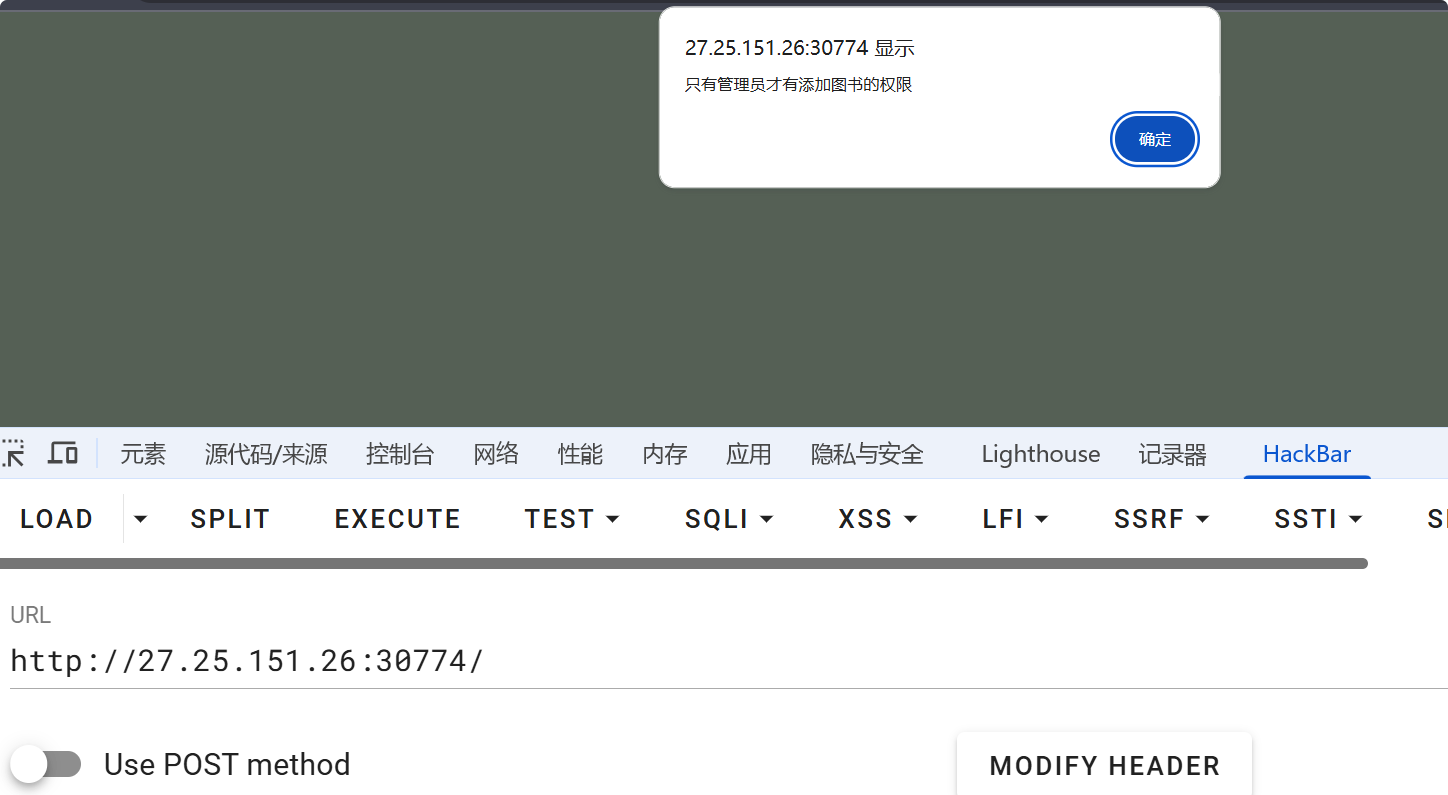 27.25.151.26:30774 显示
只有管理员才有添加图书的权限
确定
元素 源代码/来源 控制台 网络 性能 内存 应用 隐私与安全 Lighthouse 记录器 HackBar
LOAD SPLIT EXECUTE TEST SQLI XSS LFI SSRF SSTI
URL
http://27.25.151.26:30774/
Use POST method MODIFY HEADER